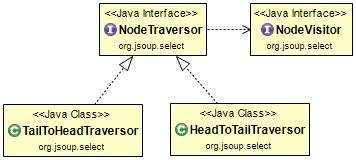 <<Java Interface>>
I NodeTraversor
org.jsoup.select
<<Java Interface>>
I NodeVisitor
org.jsoup.select
<<Java Class>>
C TailToHeadTraversor
org.jsoup.select
<<Java Class>>
C HeadToTailTraversor
org.jsoup.select